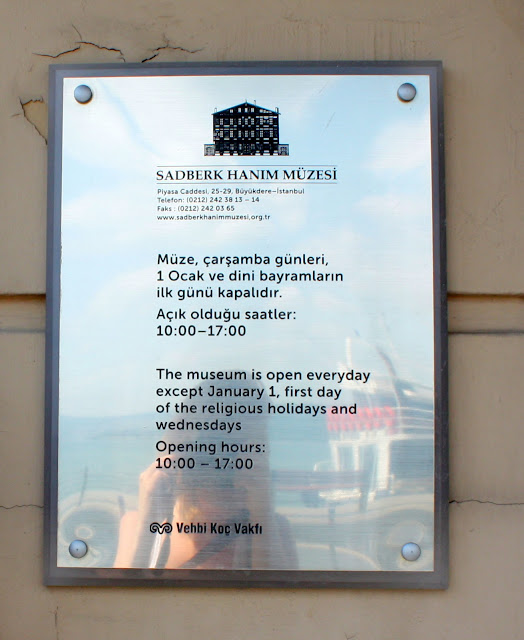 SADBERK HANIM MÜZESİ
Piyasa Caddesi, 25-29, Büyükdere–İstanbul
Telefon: (0212) 242 38 13 – 14
Faks : (0212) 242 03 65
www.sadberkhanimmuzesi.org.tr
Müze, çarşamba günleri,
1 Ocak ve dini bayramların
ilk günü kapalıdır.
Açık olduğu saatler:
10:00–17:00
The museum is open everyday
except January 1, first day
of the religious holidays and
wednesdays
Opening hours:
10:00 – 17:00
Vehbi Koç Vakfı